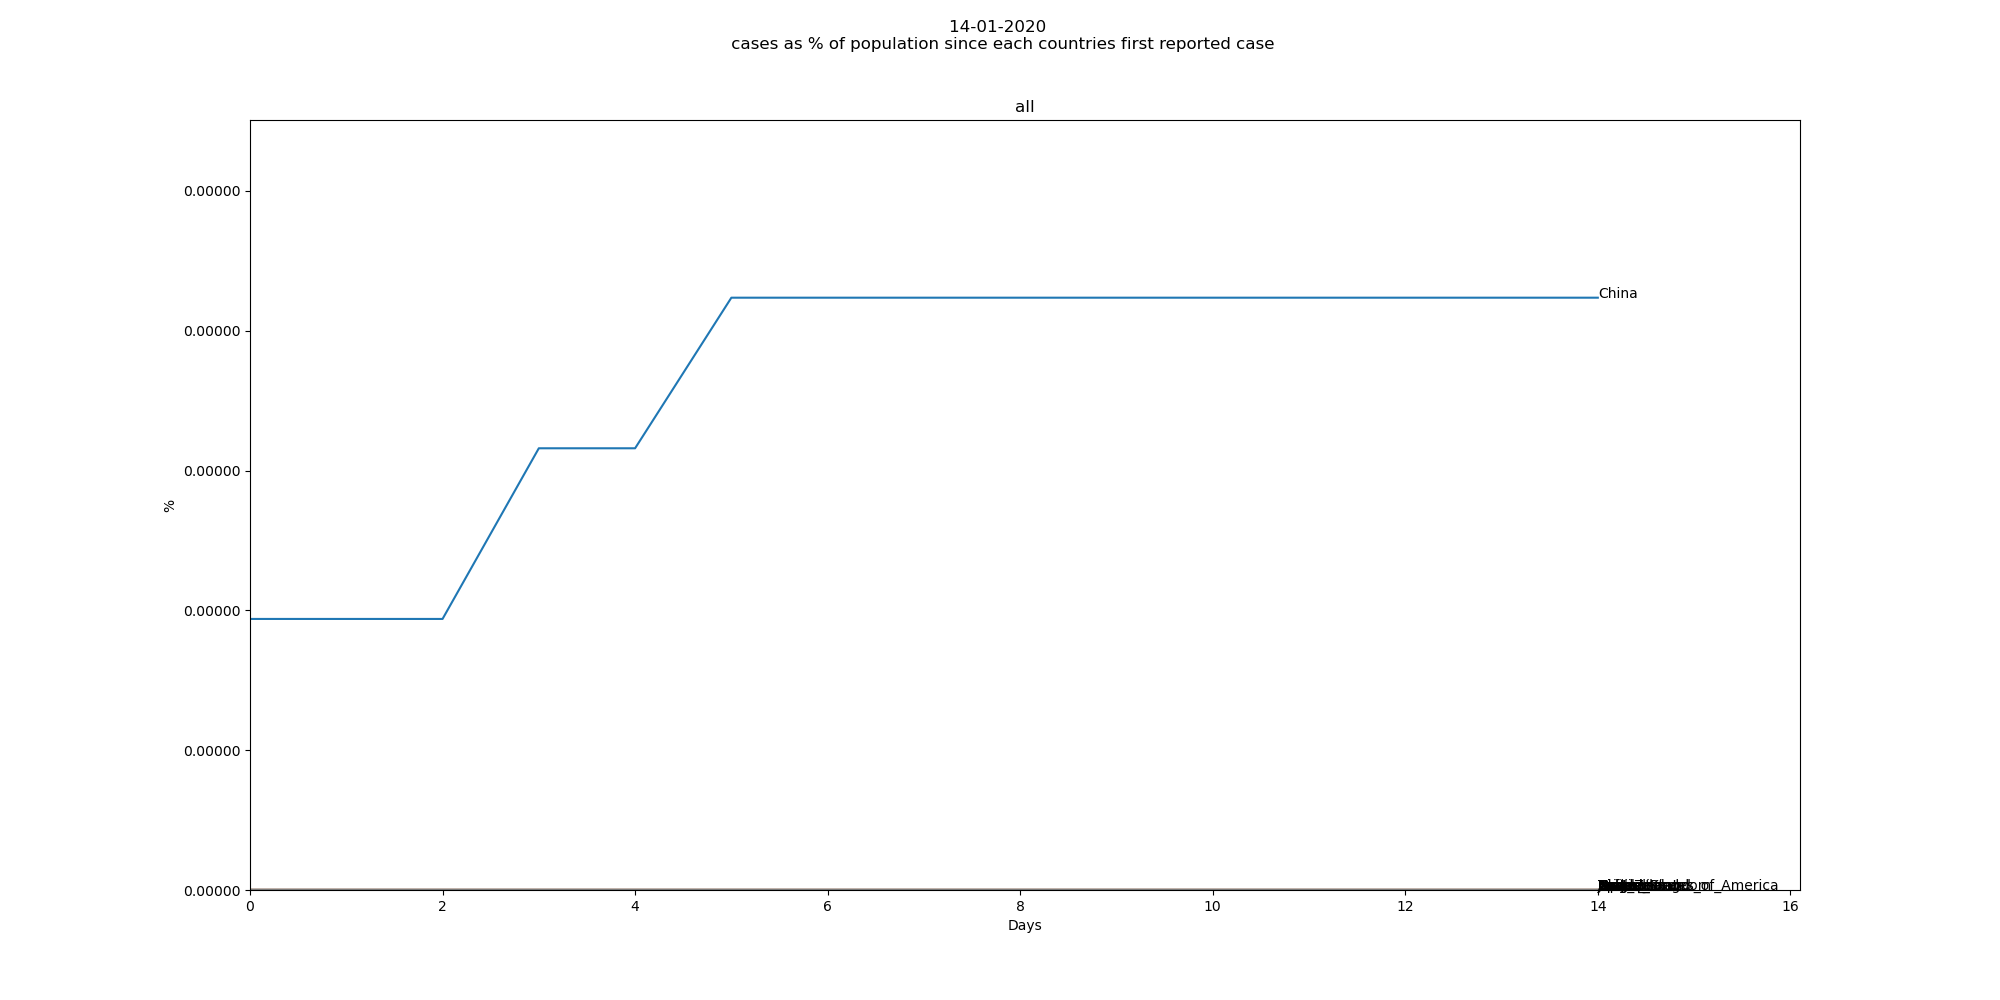 14-01-2020
cases as % of population since each countries first reported case
all
0.00000
0.00000
China
0.00000
%
0.00000
0.00000
0.00000
of_America
0 2 4 6 8 10 12 14 16
Days